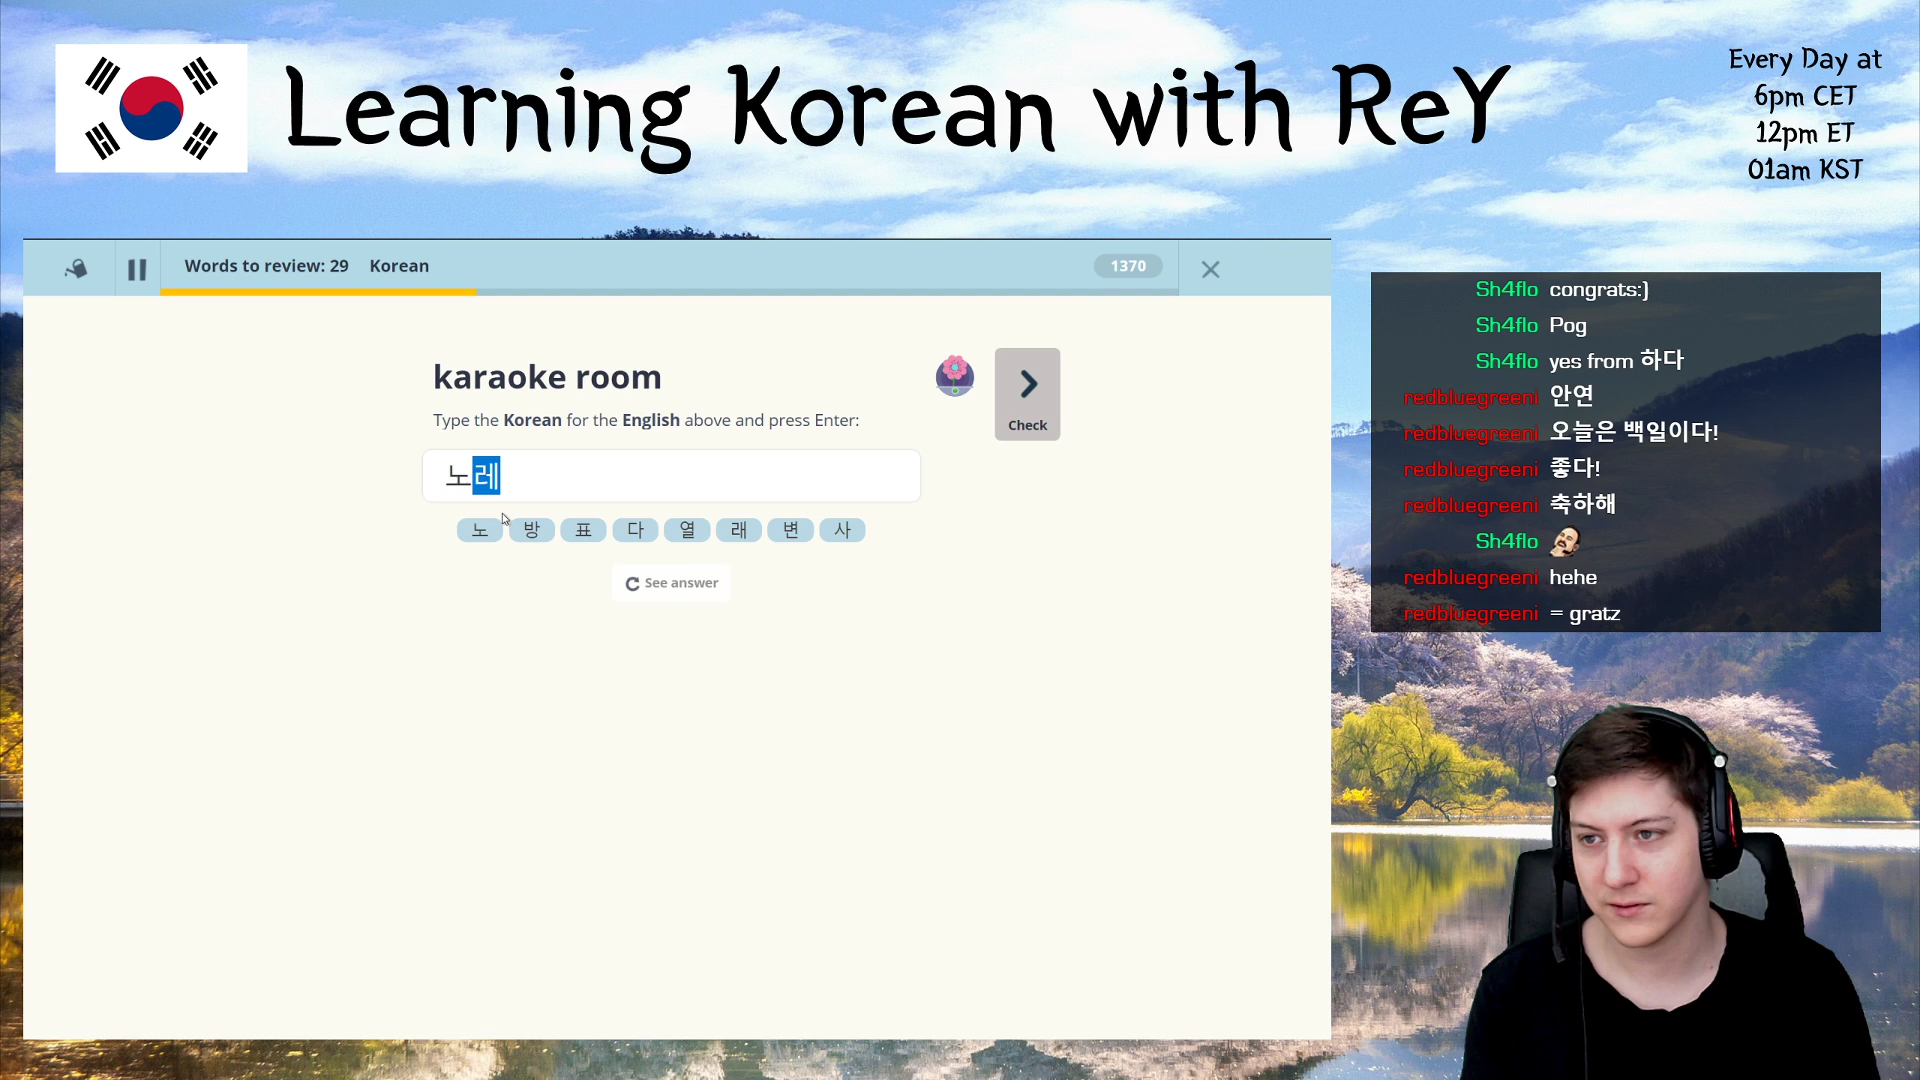 Learning Korean with ReY
Every Day at
6pm CET
12pm ET
01am KST
Words to review: 29 Korean
1370
karaoke room
Type the Korean for the English above and press Enter:
Check
노레
노 방 표 다 열 래 변 사
See answer
Sh4flo congrats:)
Sh4flo Pog
Sh4flo yes from 하다
redbluegreeni 안연
redbluegreeni 오늘은 백일이다!
redbluegreeni 좋다!
redbluegreeni 축하해
Sh4flo
redbluegreeni hehe
redbluegreeni = gratz